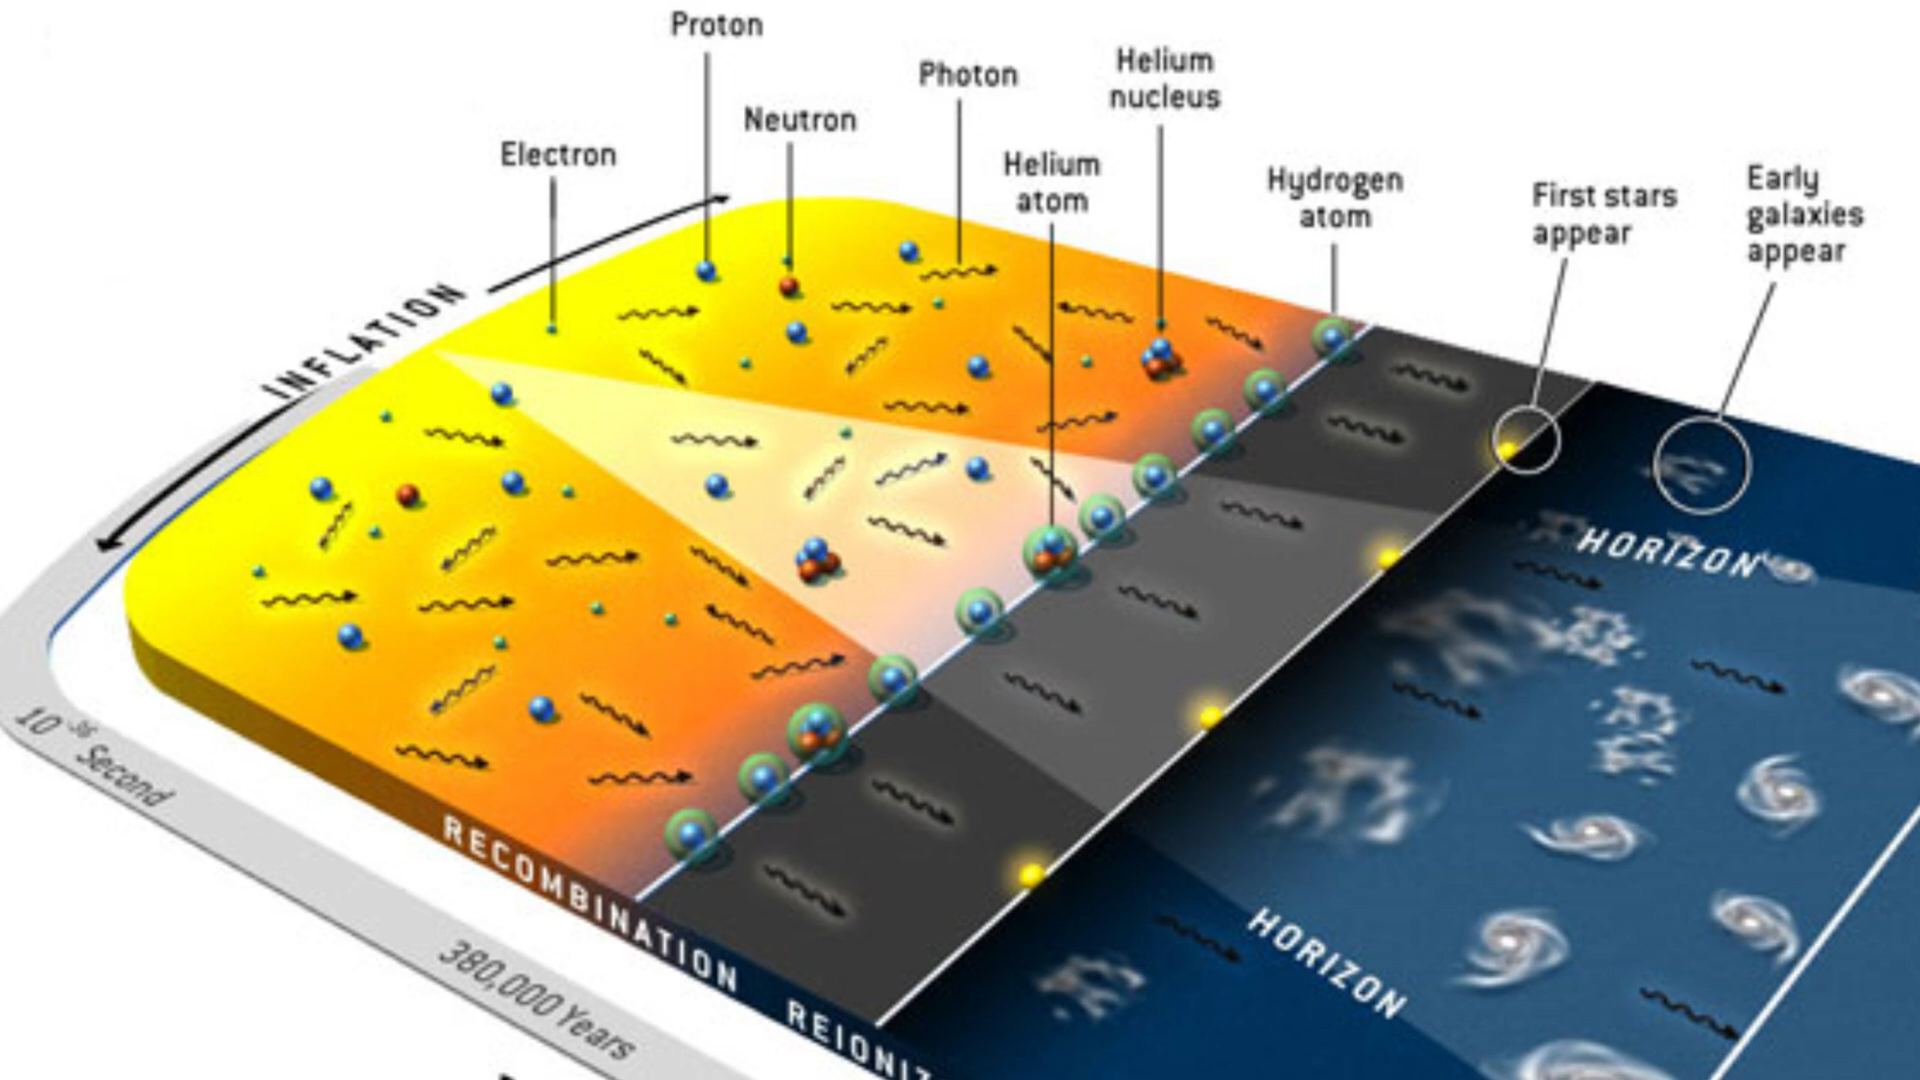 Proton
Photon
Helium
nucleus
Neutron
Electron
Helium
atom
Hydrogen
atom
First stars
appear
Early
galaxies
appear
INFLATION
HORIZON
HORIZON
10⁻³⁶ Second
RECOMBINATION
380,000 Years
REIONIZ